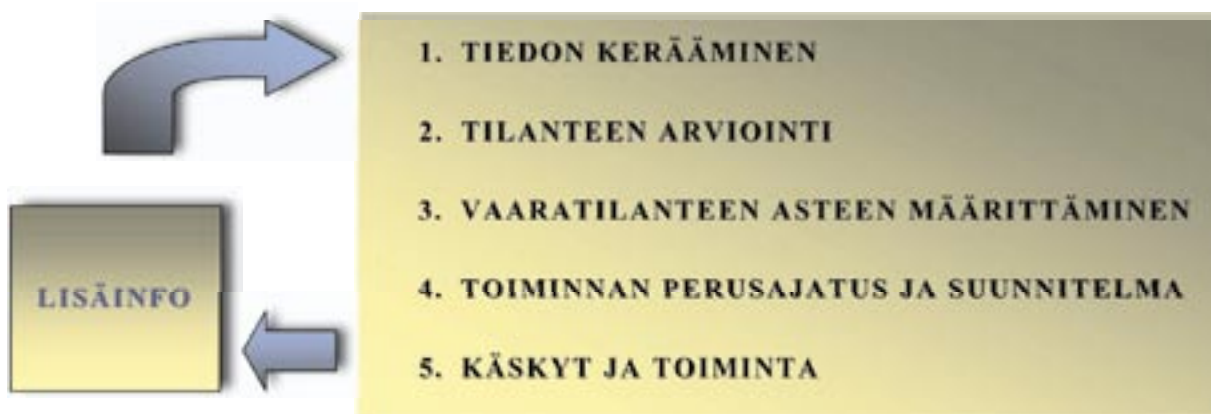 1. TIEDON KERÄÄMINEN
2. TILANTEEN ARVIOINTI
3. VAARATILANTEEN ASTEEN MÄÄRITTÄMINEN
4. TOIMINNAN PERUSAJATUS JA SUUNNITELMA
5. KÄSKYT JA TOIMINTA
LISÄINFO